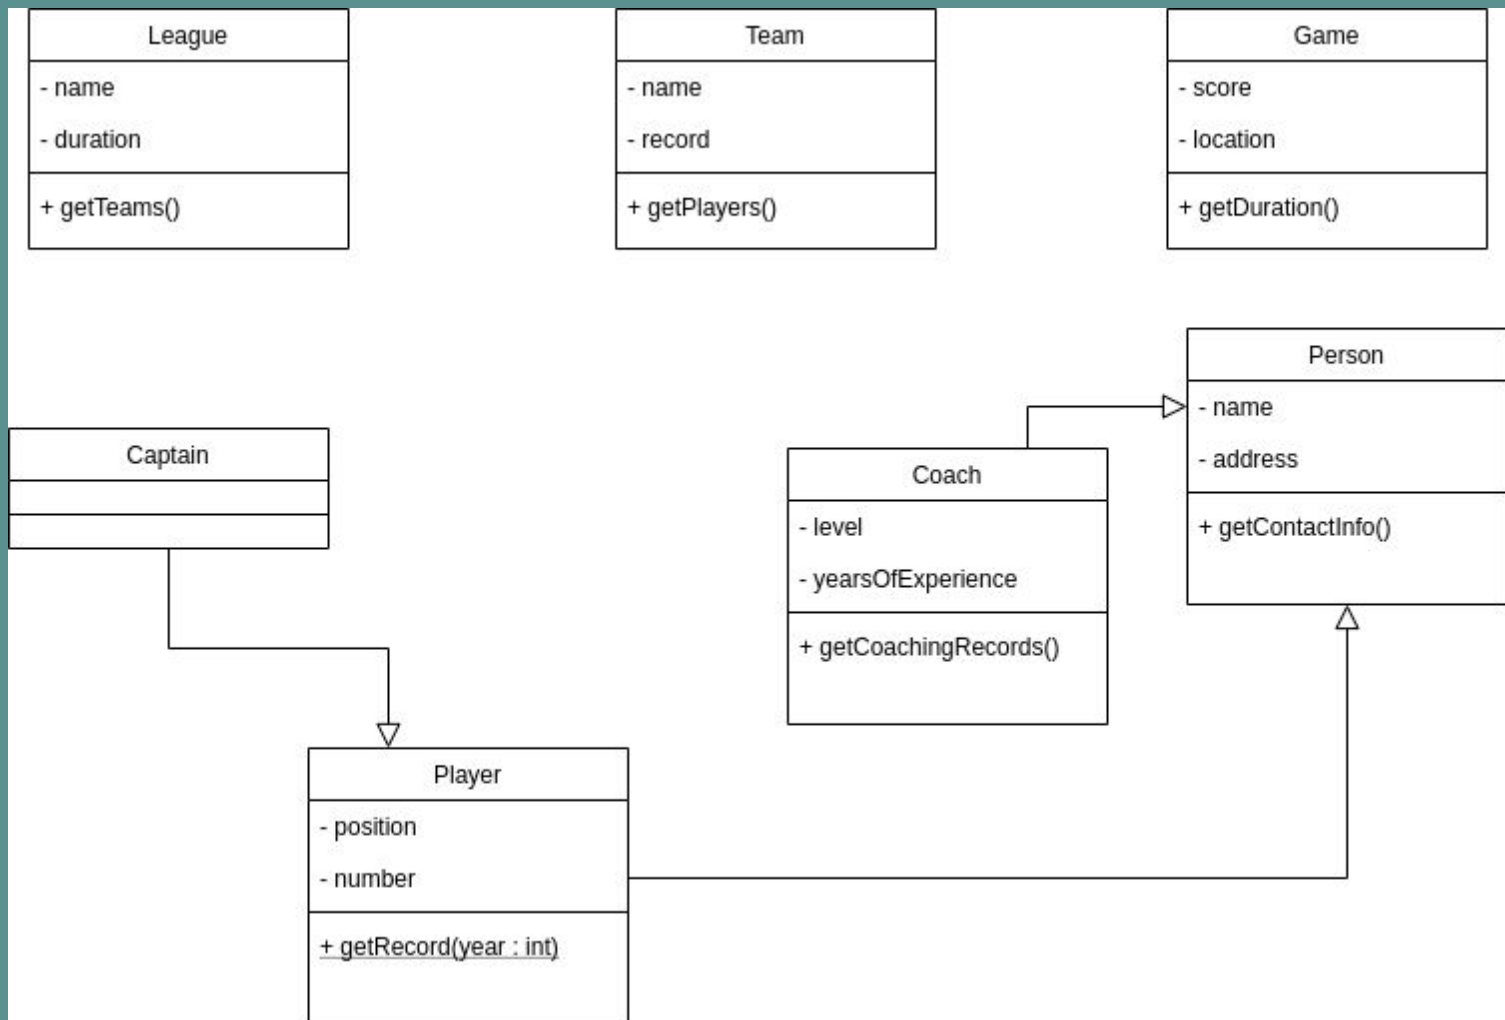 League
- name
- duration
+ getTeams()
Team
- name
- record
+ getPlayers()
Game
- score
- location
+ getDuration()
Person
- name
- address
+ getContactInfo()
Captain
Coach
- level
- yearsOfExperience
+ getCoachingRecords()
Player
- position
- number
+ getRecord(year : int)